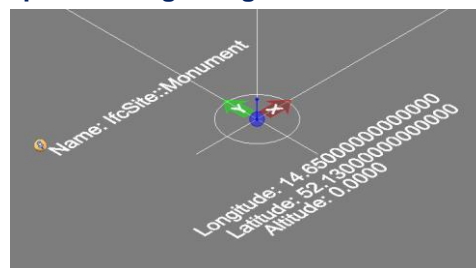 Name: IfcSite::Monument
Y
X
Longitude: 14.65000000000000
Latitude: 52.13000000000000
Altitude: 0.0000